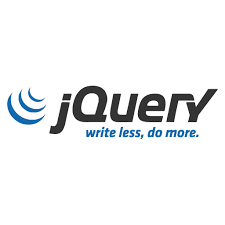 jQuery
write less, do more.